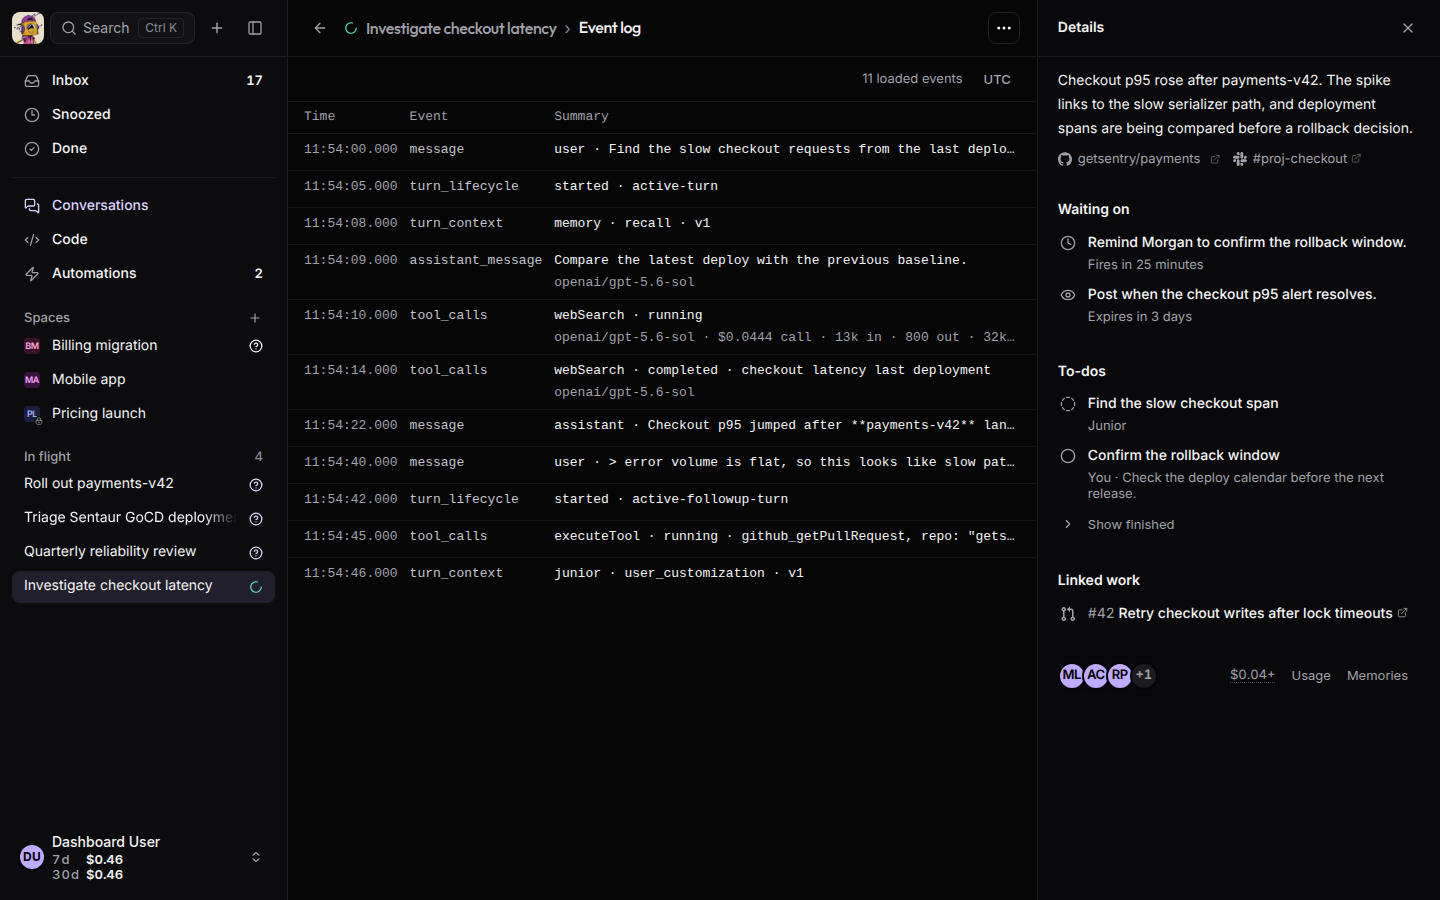 Search Ctrl K
Inbox 17
Snoozed
Done
Conversations
Code
Automations 2
Spaces
BM Billing migration
MA Mobile app
PL Pricing launch
In flight 4
Roll out payments-v42
Triage Sentaur GoCD deployme
Quarterly reliability review
Investigate checkout latency
DU Dashboard User
7d $0.46
30d $0.46
Investigate checkout latency › Event log
11 loaded events UTC
Time Event Summary
11:54:00.000 message user · Find the slow checkout requests from the last deplo…
11:54:05.000 turn_lifecycle started · active-turn
11:54:08.000 turn_context memory · recall · v1
11:54:09.000 assistant_message Compare the latest deploy with the previous baseline.
openai/gpt-5.6-sol
11:54:10.000 tool_calls webSearch · running
openai/gpt-5.6-sol · $0.0444 call · 13k in · 800 out · 32k…
11:54:14.000 tool_calls webSearch · completed · checkout latency last deployment
openai/gpt-5.6-sol
11:54:22.000 message assistant · Checkout p95 jumped after **payments-v42** lan…
11:54:40.000 message user · > error volume is flat, so this looks like slow pat…
11:54:42.000 turn_lifecycle started · active-followup-turn
11:54:45.000 tool_calls executeTool · running · github_getPullRequest, repo: "gets…
11:54:46.000 turn_context junior · user_customization · v1
Details
Checkout p95 rose after payments-v42. The spike
links to the slow serializer path, and deployment
spans are being compared before a rollback decision.
getsentry/payments #proj-checkout
Waiting on
Remind Morgan to confirm the rollback window.
Fires in 25 minutes
Post when the checkout p95 alert resolves.
Expires in 3 days
To-dos
Find the slow checkout span
Junior
Confirm the rollback window
You · Check the deploy calendar before the next
release.
Show finished
Linked work
#42 Retry checkout writes after lock timeouts
ML AC RP +1 $0.04+ Usage Memories